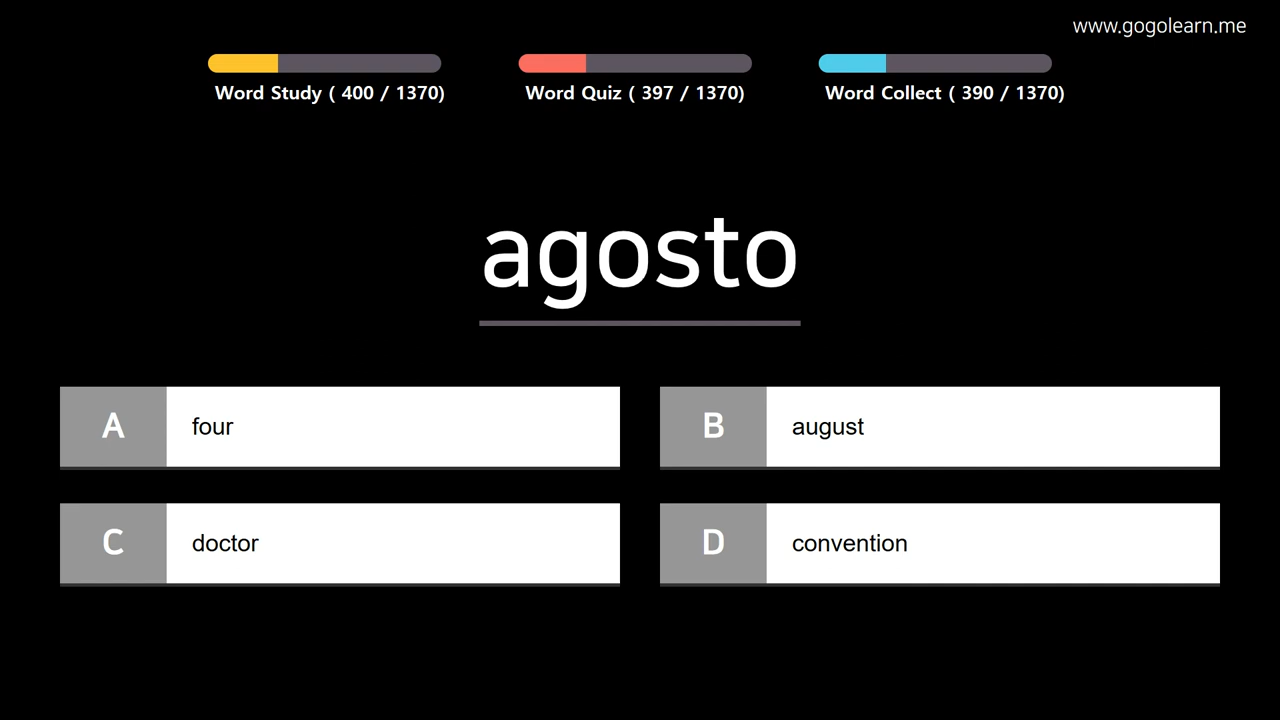 www.gogolearn.me
Word Study ( 400 / 1370)
Word Quiz ( 397 / 1370)
Word Collect ( 390 / 1370)
agosto
A four
B august
C doctor
D convention